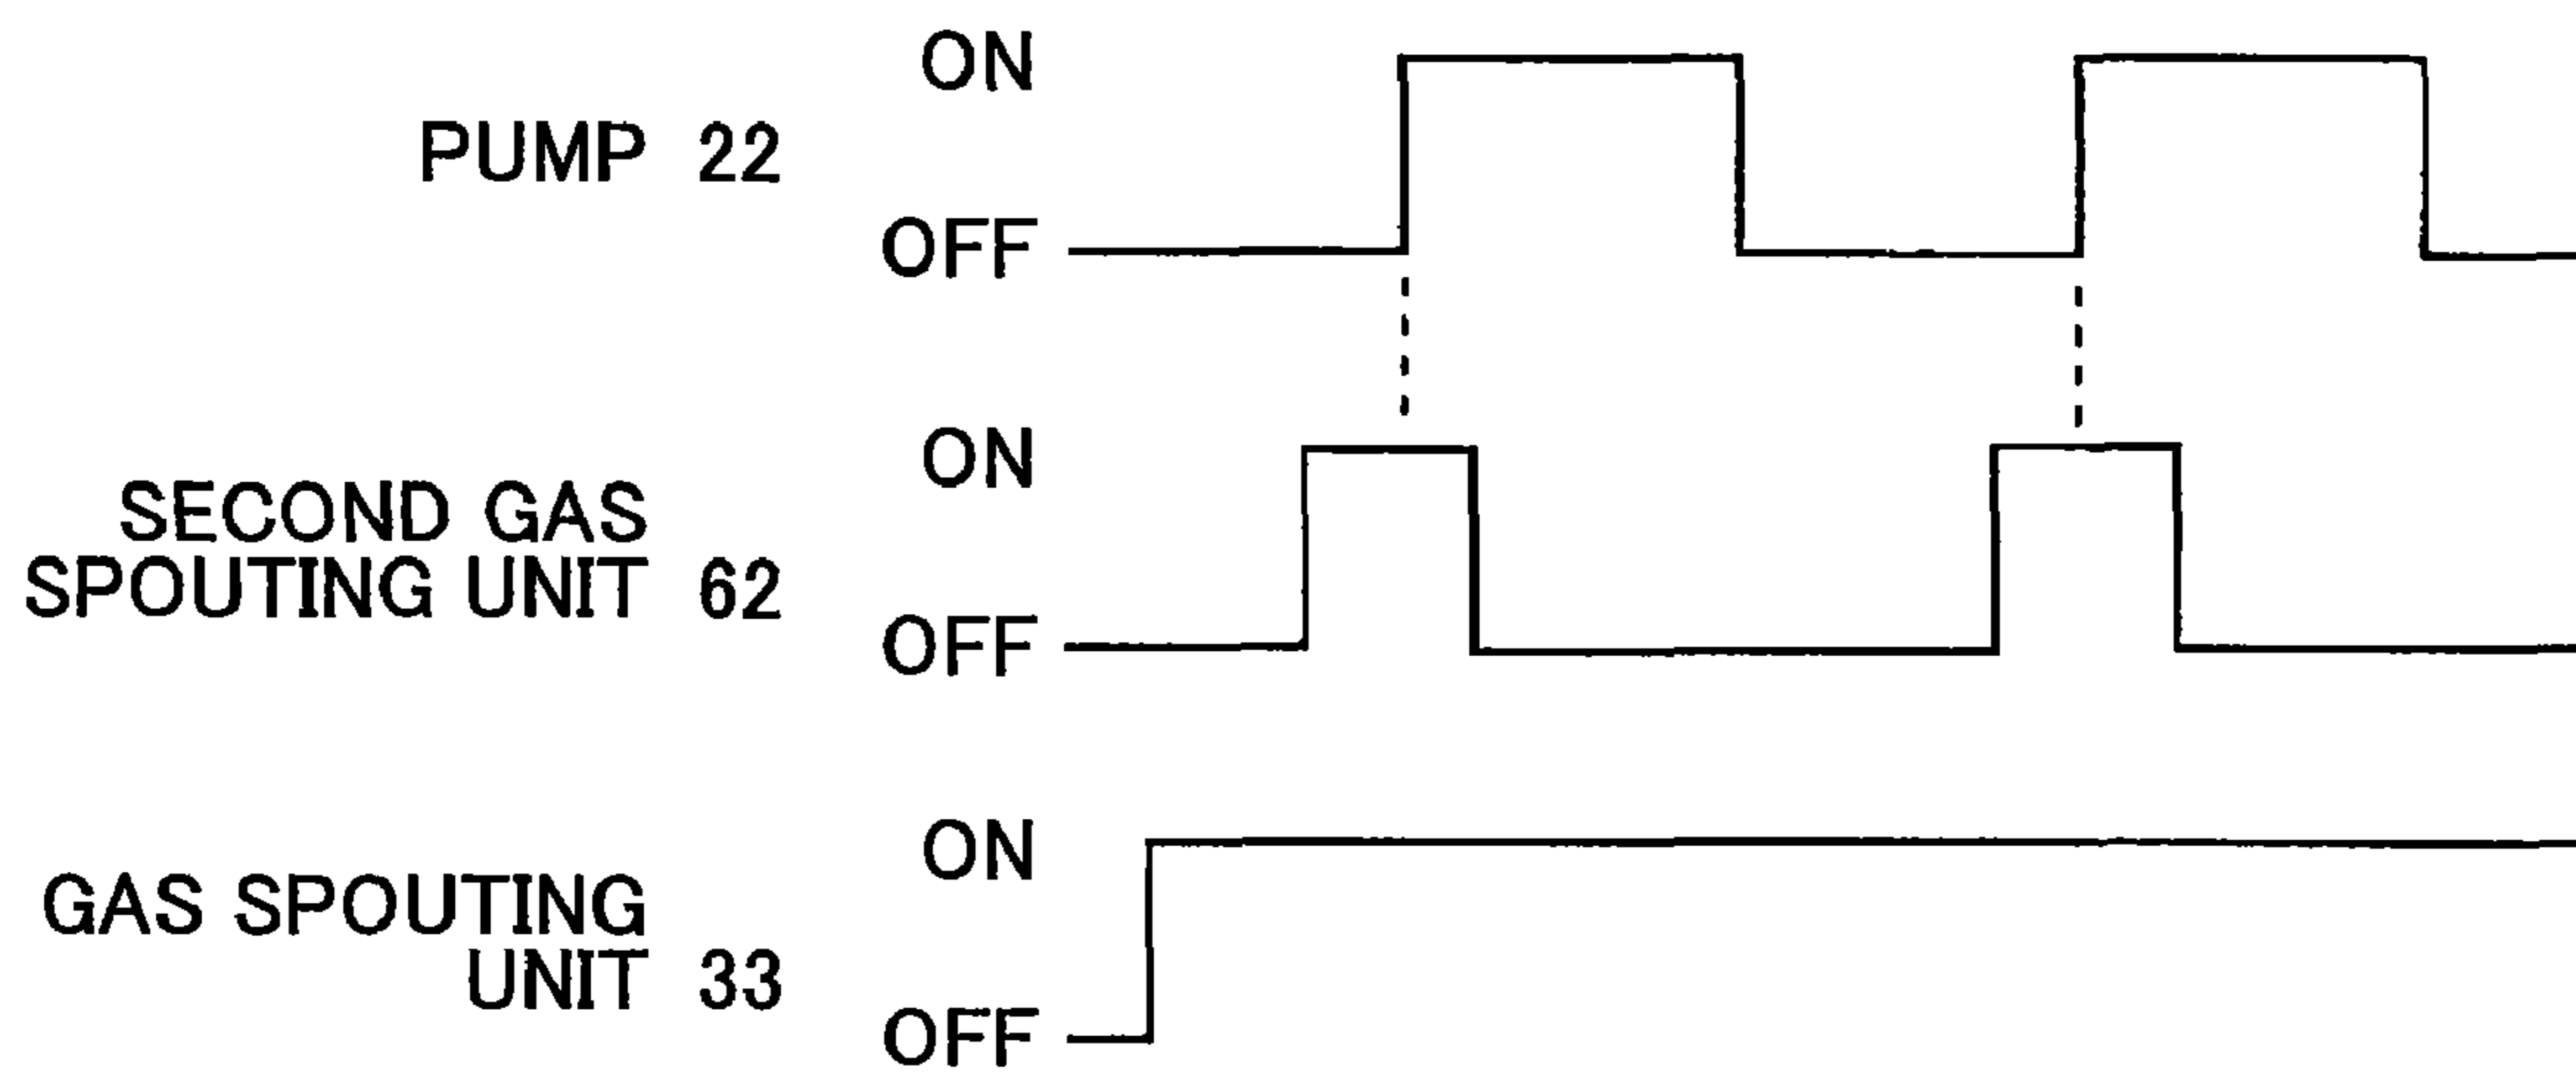 ON
PUMP 22
OFF
ON
SECOND GAS
SPOUTING UNIT 62
OFF
ON
GAS SPOUTING
UNIT 33
OFF